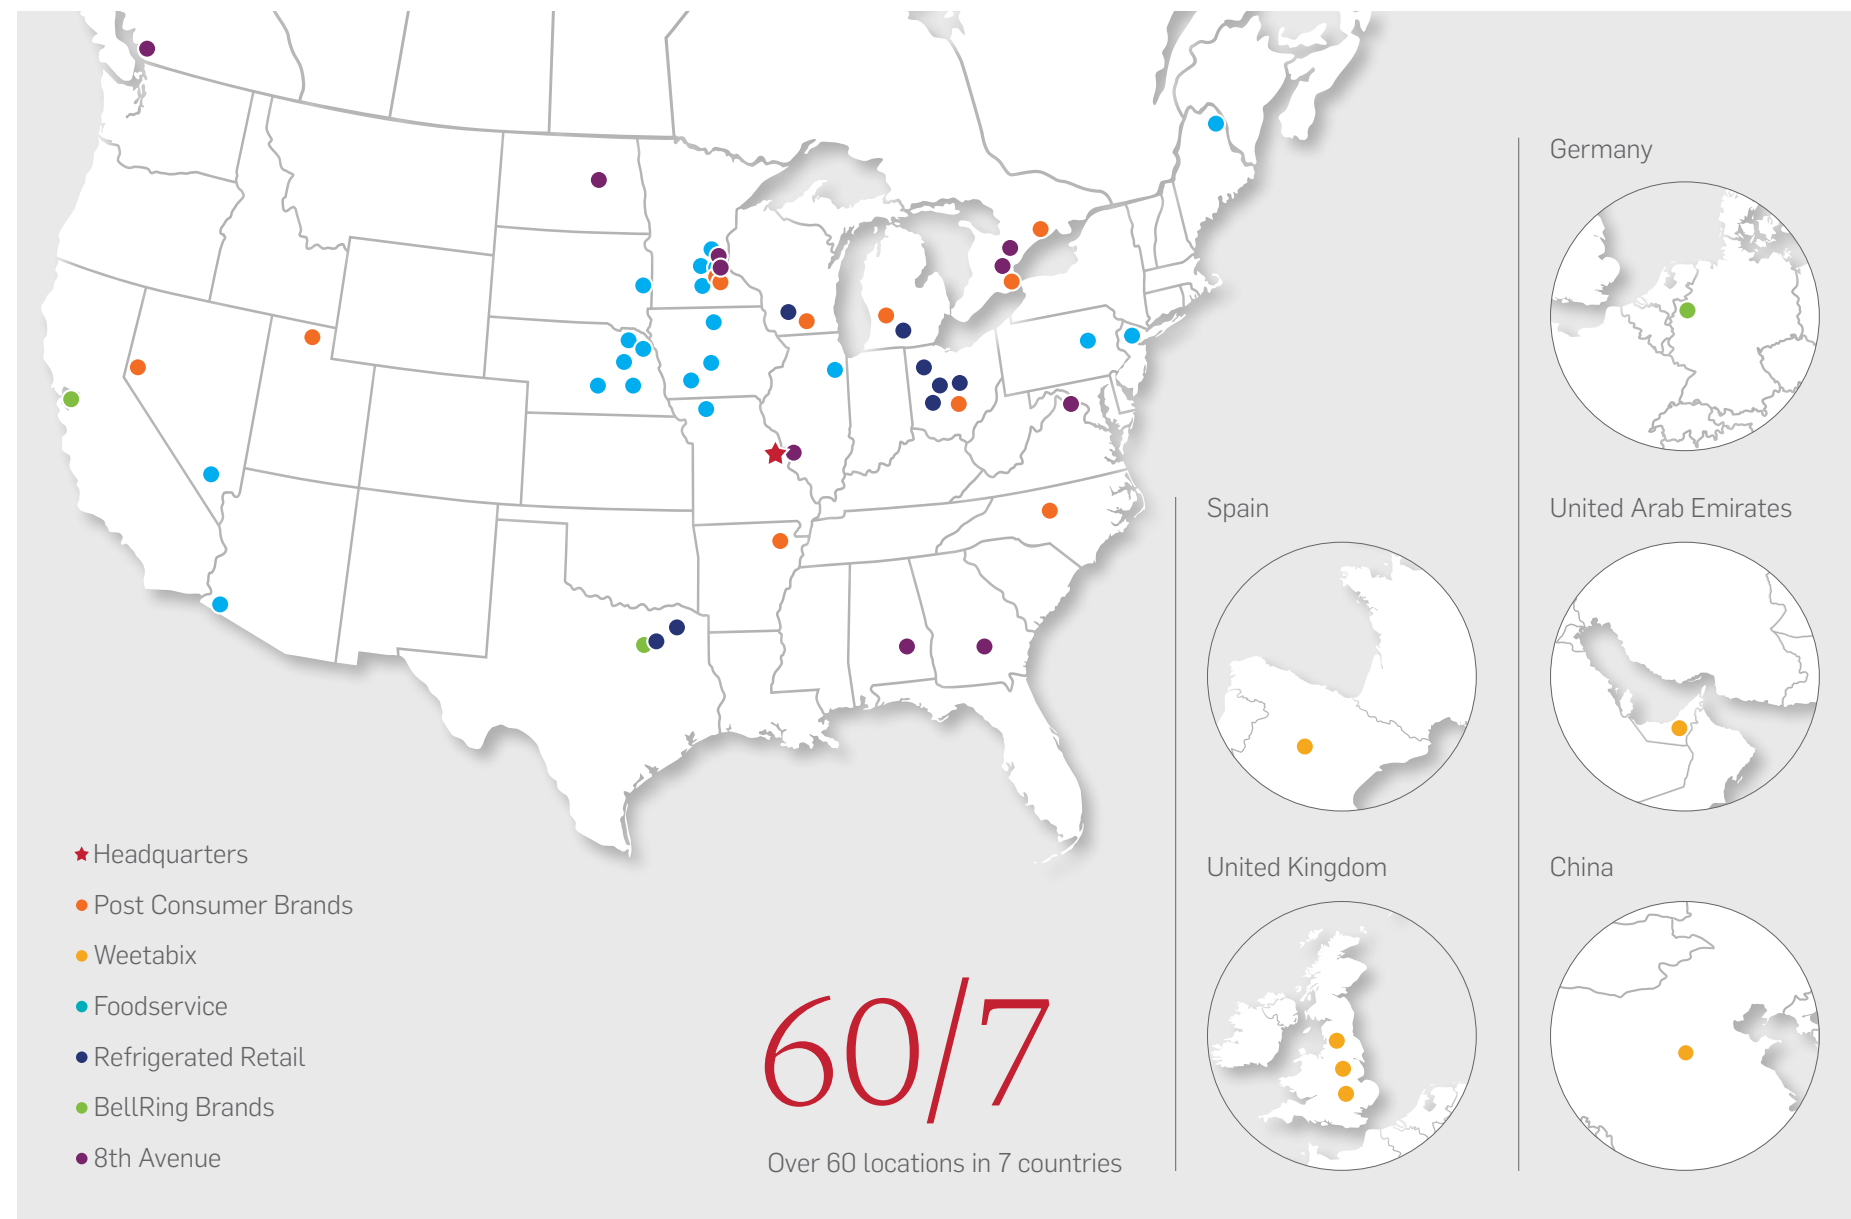 Germany
Spain
United Arab Emirates
United Kingdom
China
Headquarters
Post Consumer Brands
Weetabix
Foodservice
Refrigerated Retail
BellRing Brands
8th Avenue
60/7
Over 60 locations in 7 countries